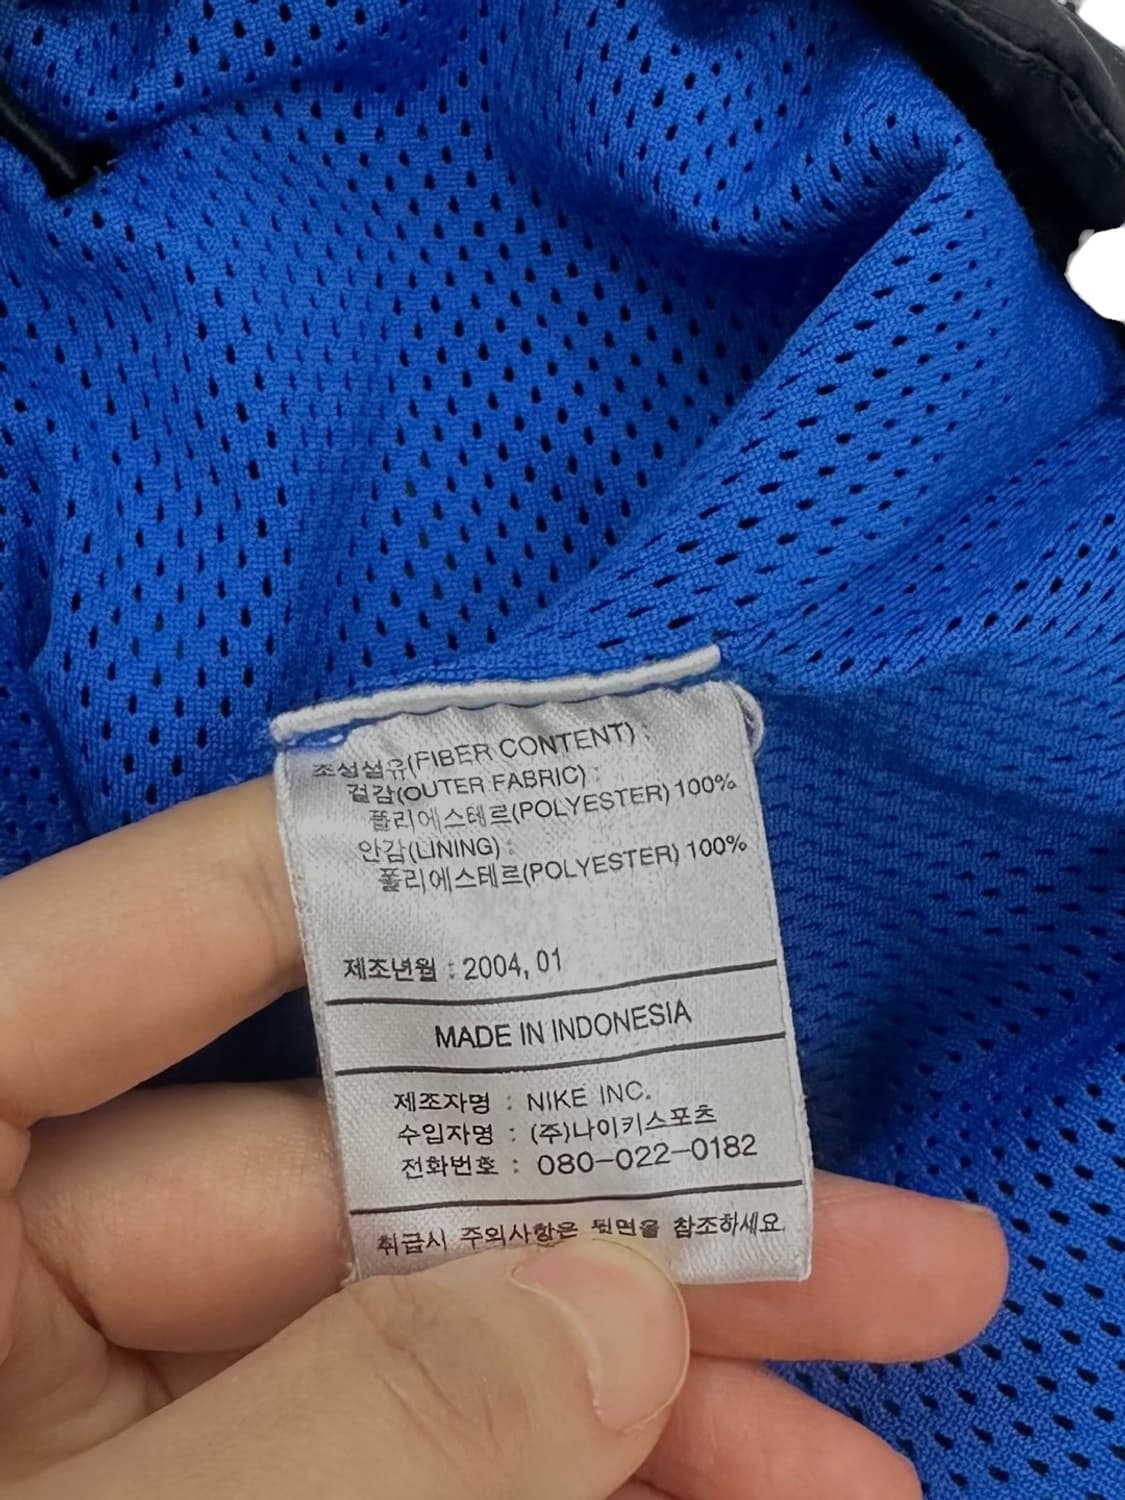 조성섬유(FIBER CONTENT) :
겉감(OUTER FABRIC) :
폴리에스테르(POLYESTER) 100%
안감(LINING) :
폴리에스테르(POLYESTER) 100%
제조년월 : 2004, 01
MADE IN INDONESIA
제조자명 : NIKE INC.
수입자명 : (주)나이키스포츠
전화번호 : 080-022-0182
취급시 주의사항은 뒷면을 참조하세요.